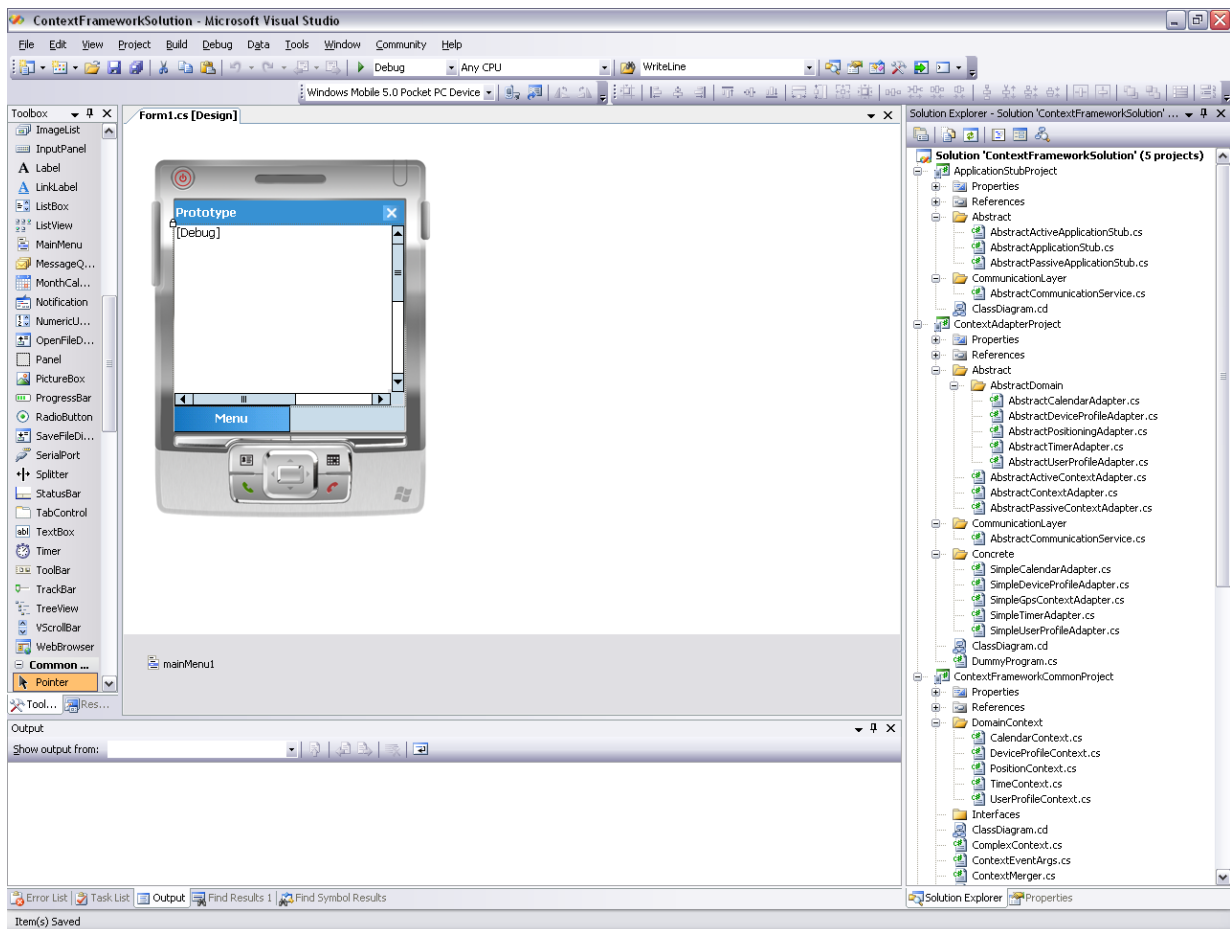 ContextFrameworkSolution - Microsoft Visual Studio
File Edit View Project Build Debug Data Tools Window Community Help
Debug Any CPU WriteLine
Windows Mobile 5.0 Pocket PC Device
Toolbox
ImageList
InputPanel
A Label
A LinkLabel
ListBox
ListView
MainMenu
MessageQ...
MonthCal...
Notification
NumericU...
OpenFileD...
Panel
PictureBox
ProgressBar
RadioButton
SaveFileDi...
SerialPort
Splitter
StatusBar
TabControl
abl TextBox
Timer
ToolBar
TrackBar
TreeView
VScrollBar
WebBrowser
Common ...
Pointer
Tool... Res...
Form1.cs [Design]
Prototype
[Debug]
Menu
mainMenu1
Output
Show output from:
Error List Task List Output Find Results 1 Find Symbol Results
Item(s) Saved
Solution Explorer - Solution 'ContextFrameworkSolution' ...
Solution 'ContextFrameworkSolution' (5 projects)
ApplicationStubProject
Properties
References
Abstract
AbstractActiveApplicationStub.cs
AbstractApplicationStub.cs
AbstractPassiveApplicationStub.cs
CommunicationLayer
AbstractCommunicationService.cs
ClassDiagram.cd
ContextAdapterProject
Properties
References
Abstract
AbstractDomain
AbstractCalendarAdapter.cs
AbstractDeviceProfileAdapter.cs
AbstractPositioningAdapter.cs
AbstractTimerAdapter.cs
AbstractUserProfileAdapter.cs
AbstractActiveContextAdapter.cs
AbstractContextAdapter.cs
AbstractPassiveContextAdapter.cs
CommunicationLayer
AbstractCommunicationService.cs
Concrete
SimpleCalendarAdapter.cs
SimpleDeviceProfileAdapter.cs
SimpleGpsContextAdapter.cs
SimpleTimerAdapter.cs
SimpleUserProfileAdapter.cs
ClassDiagram.cd
DummyProgram.cs
ContextFrameworkCommonProject
Properties
References
DomainContext
CalendarContext.cs
DeviceProfileContext.cs
PositionContext.cs
TimeContext.cs
UserProfileContext.cs
Interfaces
ClassDiagram.cd
ComplexContext.cs
ContextEventArgs.cs
ContextMerger.cs
Solution Explorer Properties